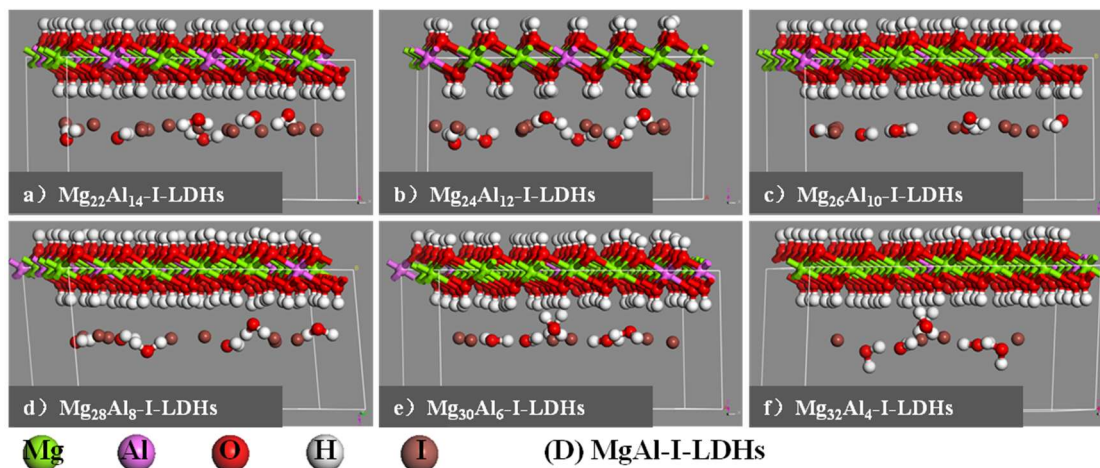 a）Mg₂₂Al₁₄-I-LDHs
b）Mg₂₄Al₁₂-I-LDHs
c）Mg₂₆Al₁₀-I-LDHs
d）Mg₂₈Al₈-I-LDHs
e）Mg₃₀Al₆-I-LDHs
f）Mg₃₂Al₄-I-LDHs
Mg Al O H I (D) MgAl-I-LDHs